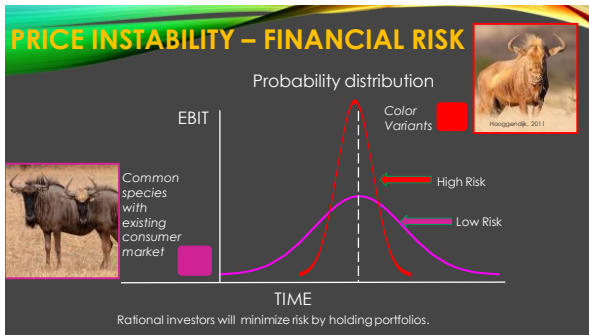 PRICE INSTABILITY – FINANCIAL RISK
Probability distribution
EBIT
Color
Variants
Hooggendijk, 2011
Common
species
with
existing
consumer
market
High Risk
Low Risk
TIME
Rational investors will minimize risk by holding portfolios.